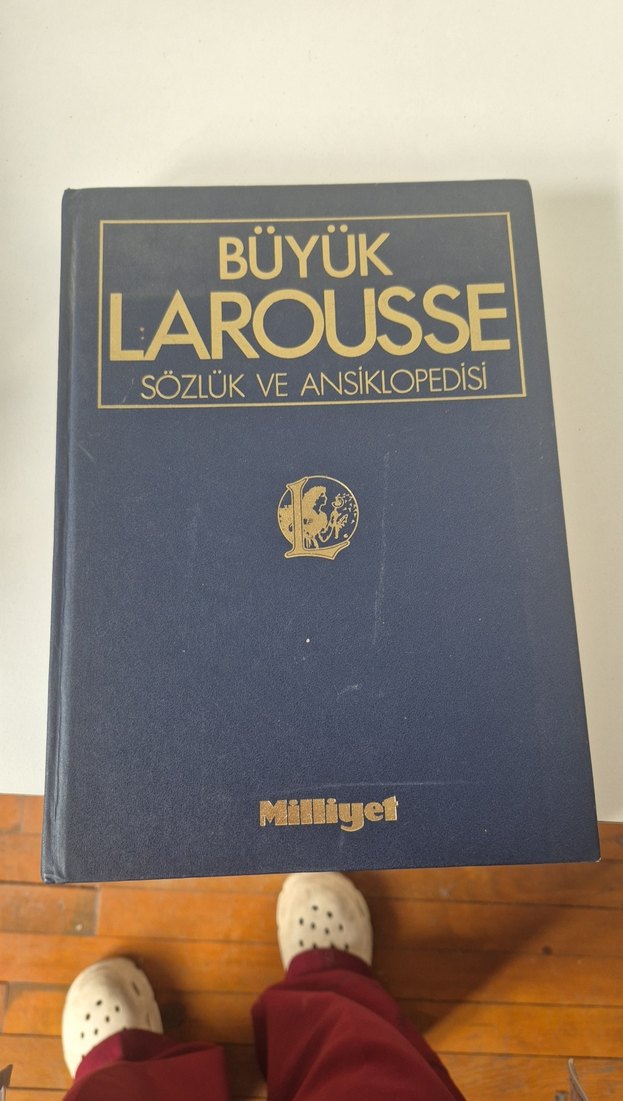 BÜYÜK
LAROUSSE
SÖZLÜK VE ANSİKLOPEDİSİ
L
Milliyet